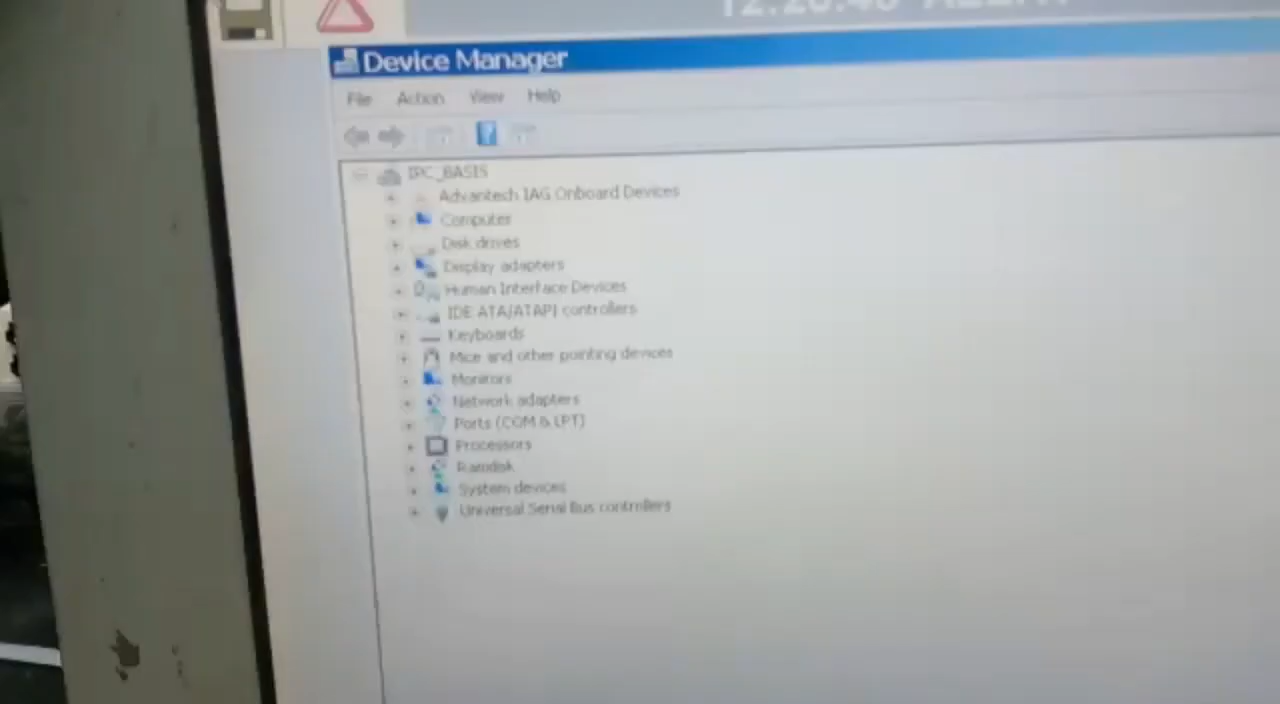 Device Manager
File Action View Help
IPC_BASIS
Advantech IAG Onboard Devices
Computer
Disk drives
Display adapters
Human Interface Devices
IDE ATA/ATAPI controllers
Keyboards
Mice and other pointing devices
Monitors
Network adapters
Ports (COM & LPT)
Processors
Ramdisk
System devices
Universal Serial Bus controllers